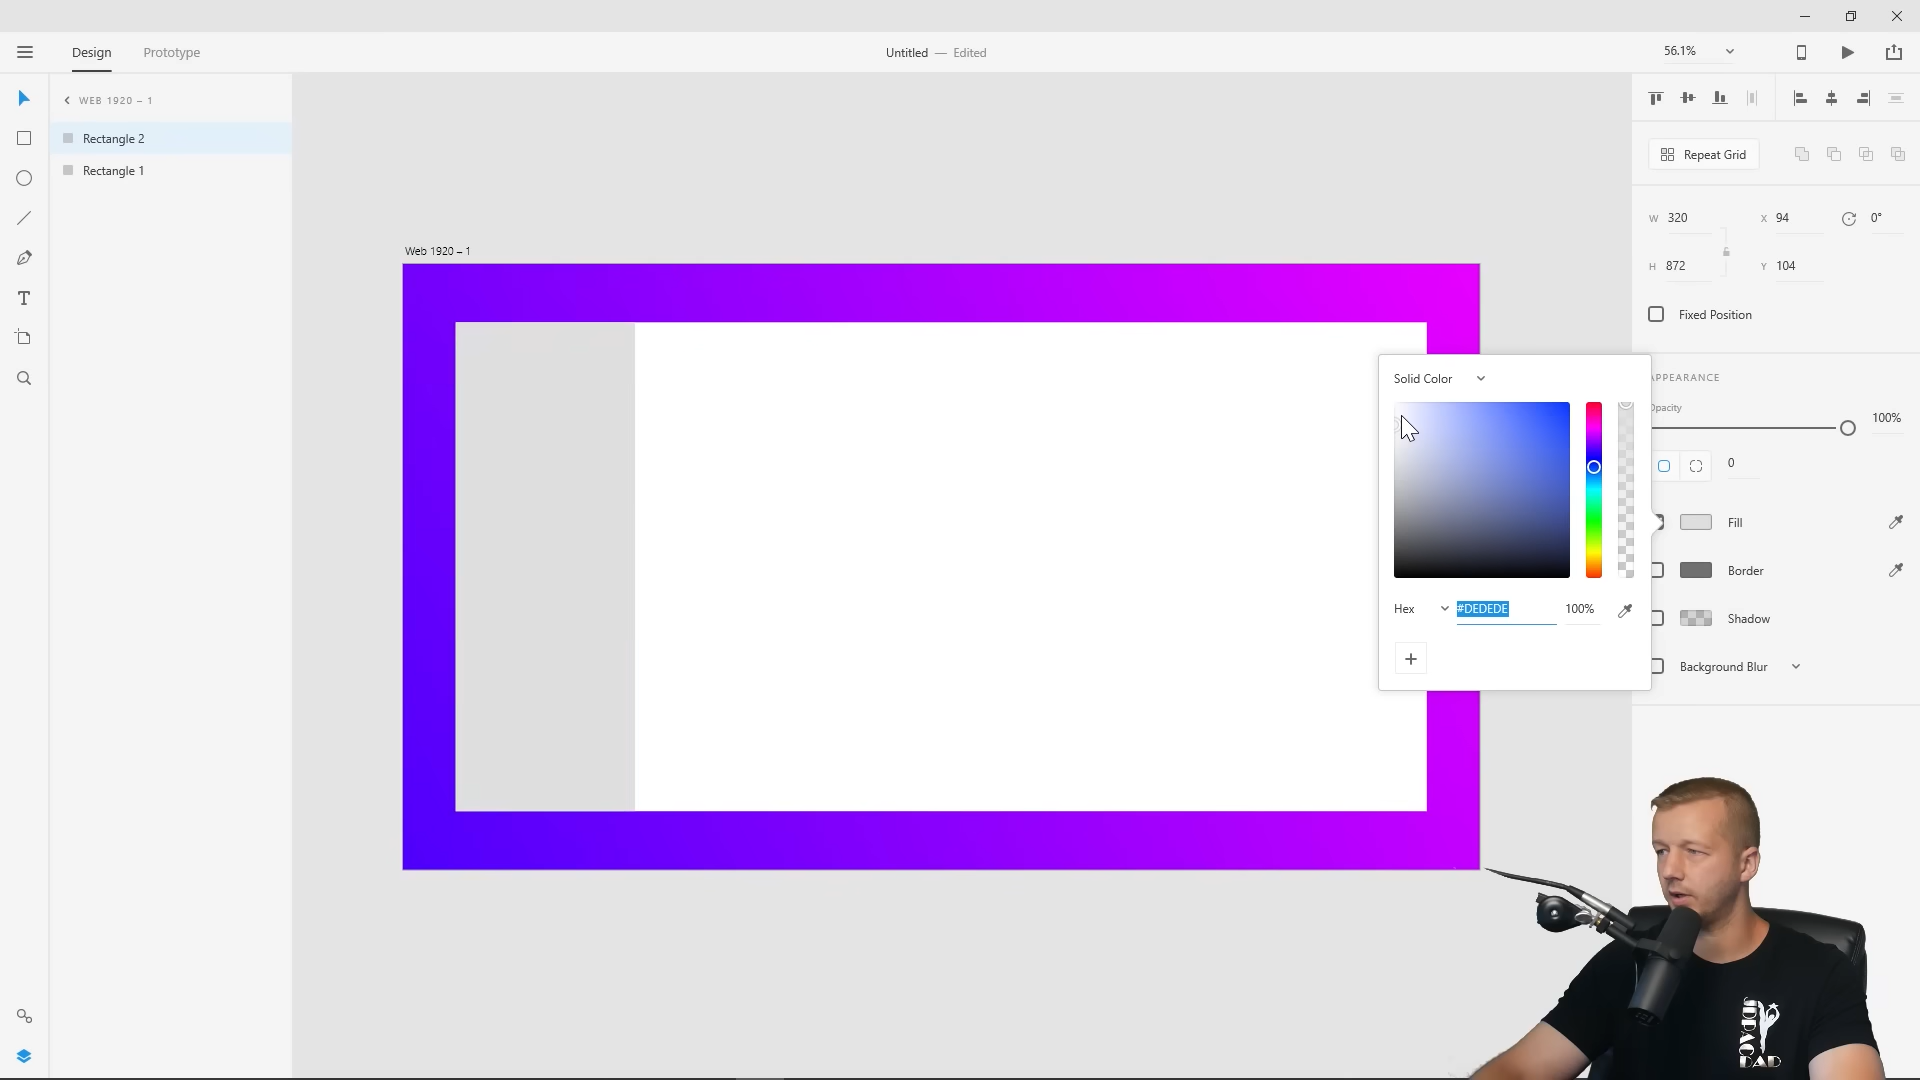 Design
Prototype
Untitled — Edited
56.1%
WEB 1920 – 1
Rectangle 2
Rectangle 1
Web 1920 – 1
Repeat Grid
W 320
X 94
0°
H 872
Y 104
Fixed Position
APPEARANCE
Opacity
100%
0
Fill
Border
Shadow
Background Blur
Solid Color
Hex
#DEDEDE
100%
T
DAD